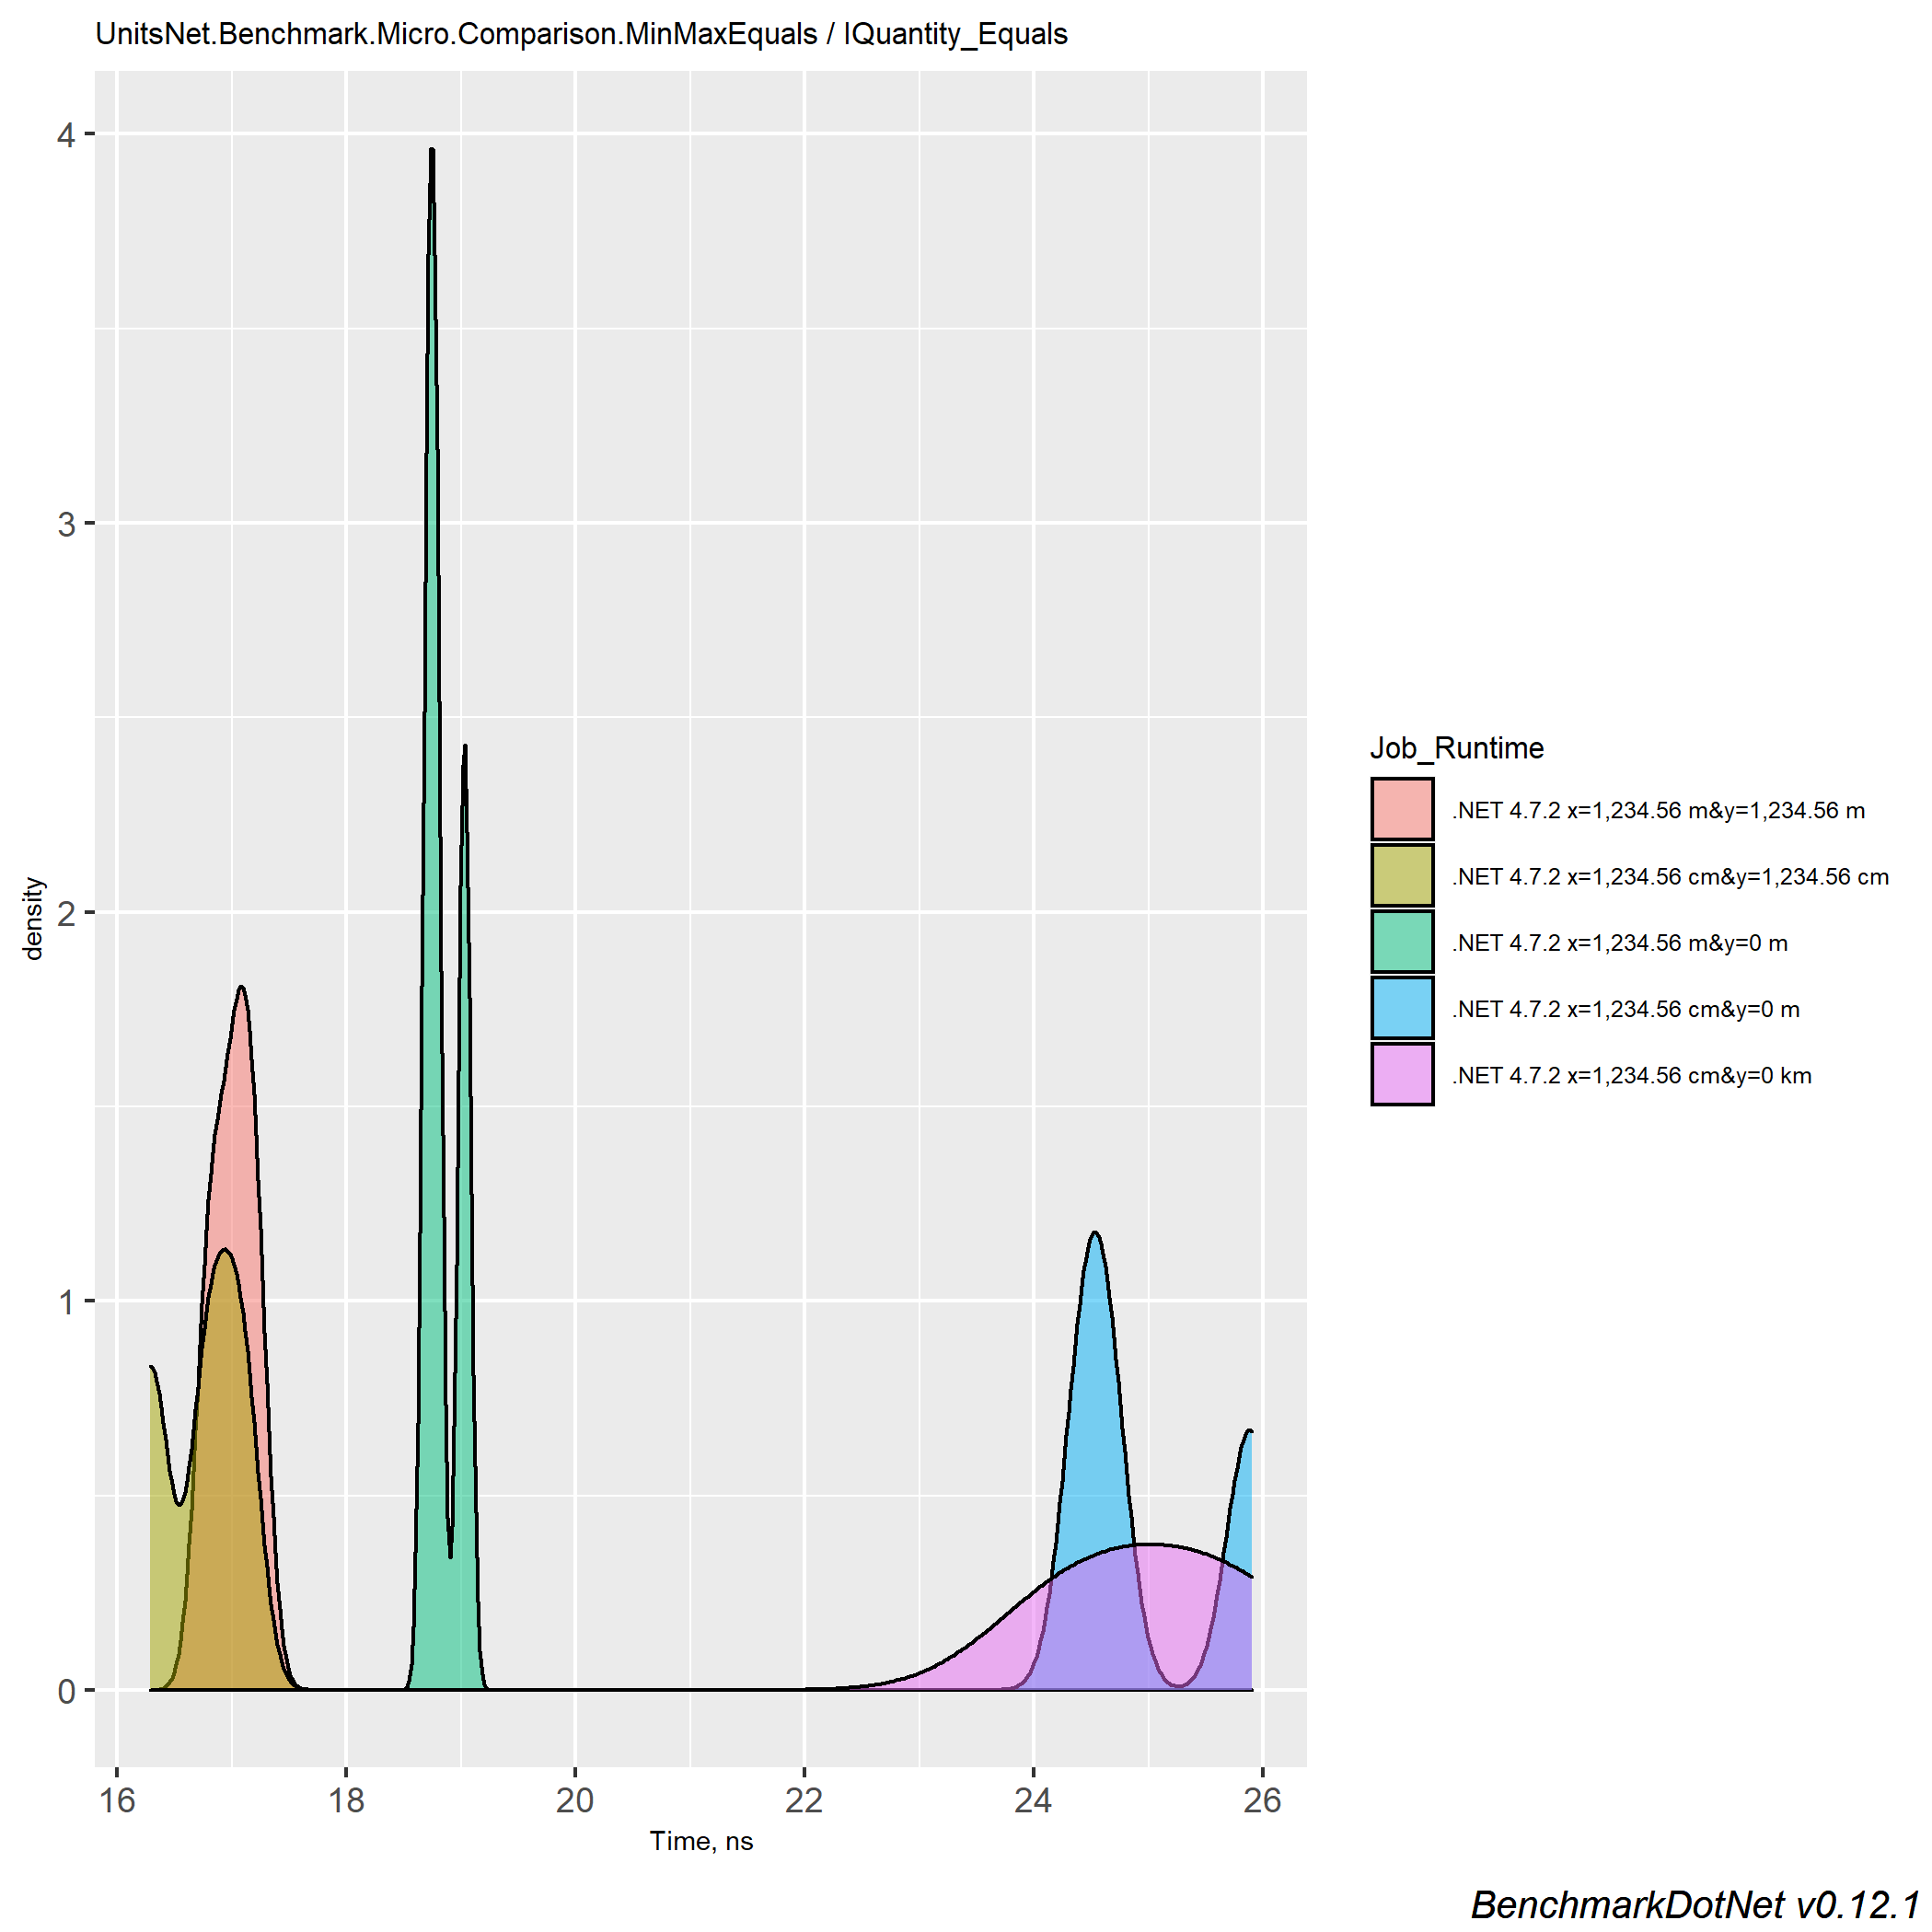 UnitsNet.Benchmark.Micro.Comparison.MinMaxEquals / IQuantity_Equals
4
3
2
1
0
density
16 18 20 22 24 26
Time, ns
Job_Runtime
.NET 4.7.2 x=1,234.56 m&y=1,234.56 m
.NET 4.7.2 x=1,234.56 cm&y=1,234.56 cm
.NET 4.7.2 x=1,234.56 m&y=0 m
.NET 4.7.2 x=1,234.56 cm&y=0 m
.NET 4.7.2 x=1,234.56 cm&y=0 km
BenchmarkDotNet v0.12.1